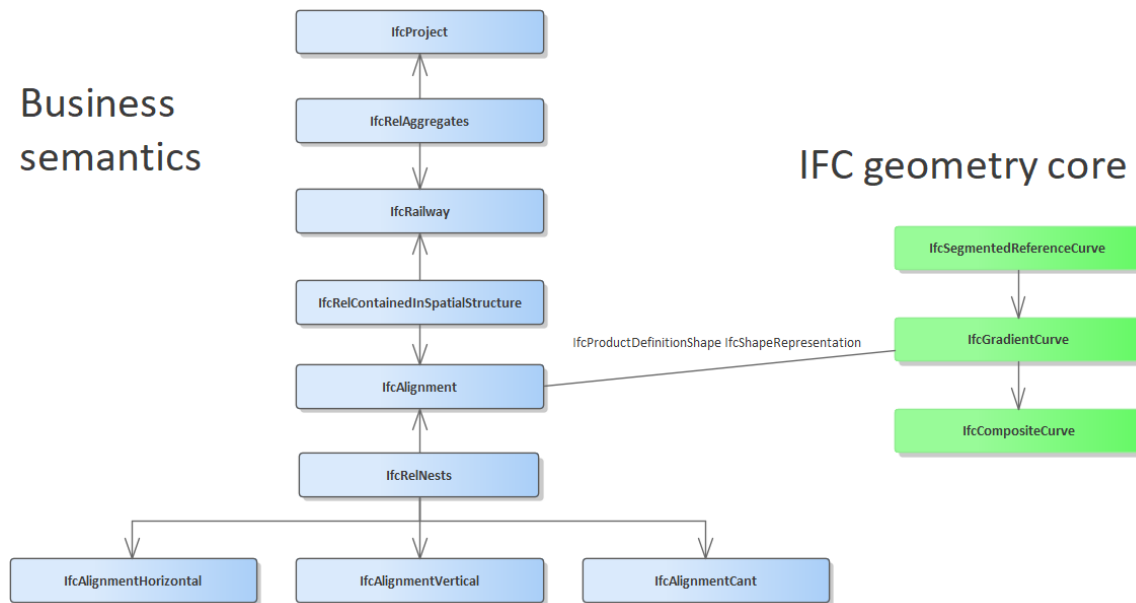 IfcProject
Business
semantics
IfcRelAggregates
IFC geometry core
IfcRailway
IfcSegmentedReferenceCurve
IfcRelContainedInSpatialStructure
IfcProductDefinitionShape IfcShapeRepresentation
IfcGradientCurve
IfcAlignment
IfcCompositeCurve
IfcRelNests
IfcAlignmentHorizontal
IfcAlignmentVertical
IfcAlignmentCant